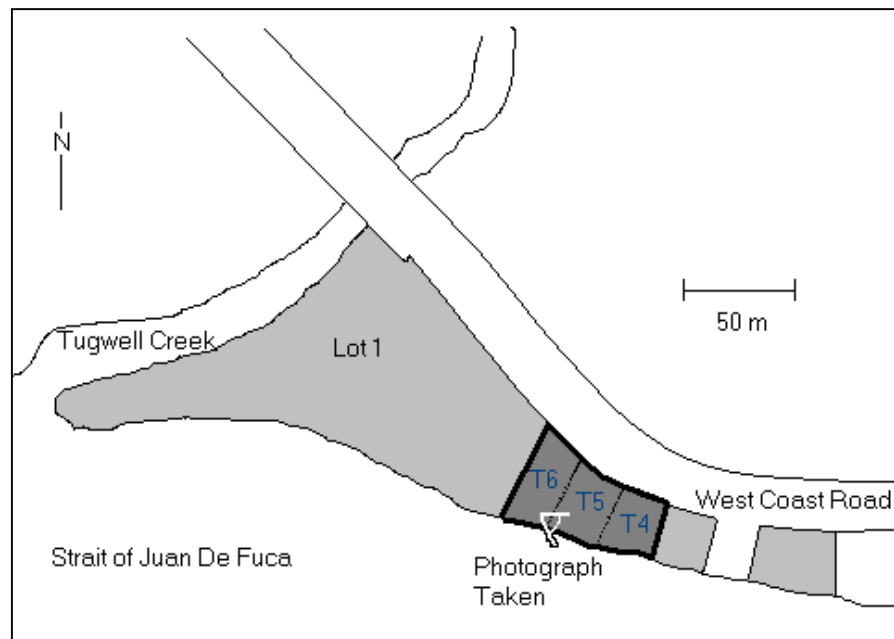 N
50 m
Tugwell Creek
Lot 1
T6
T5
T4
West Coast Road
Strait of Juan De Fuca
Photograph
Taken